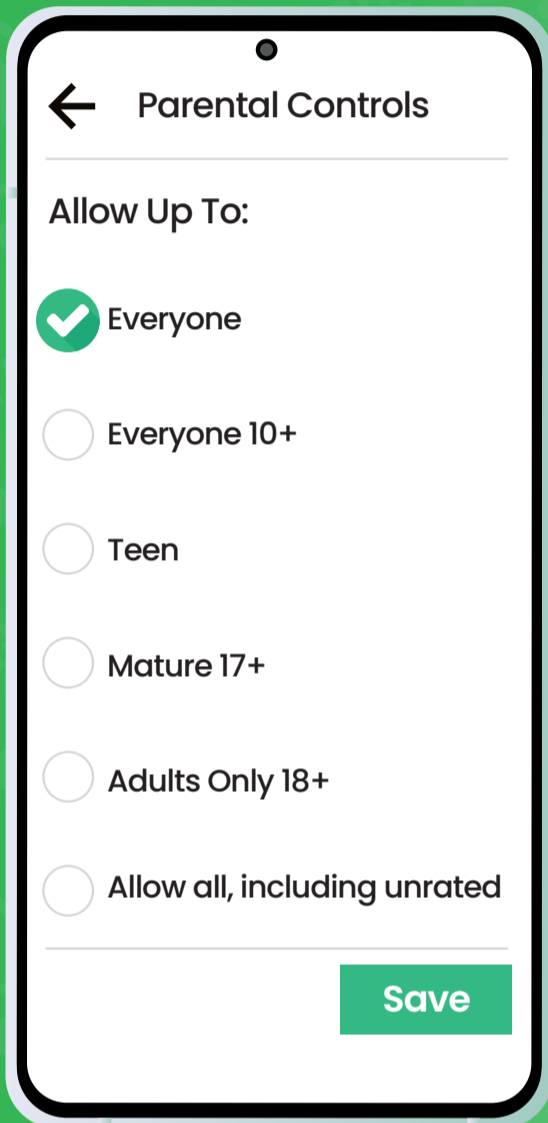 Parental Controls
Allow Up To:
Everyone
Everyone 10+
Teen
Mature 17+
Adults Only 18+
Allow all, including unrated
Save